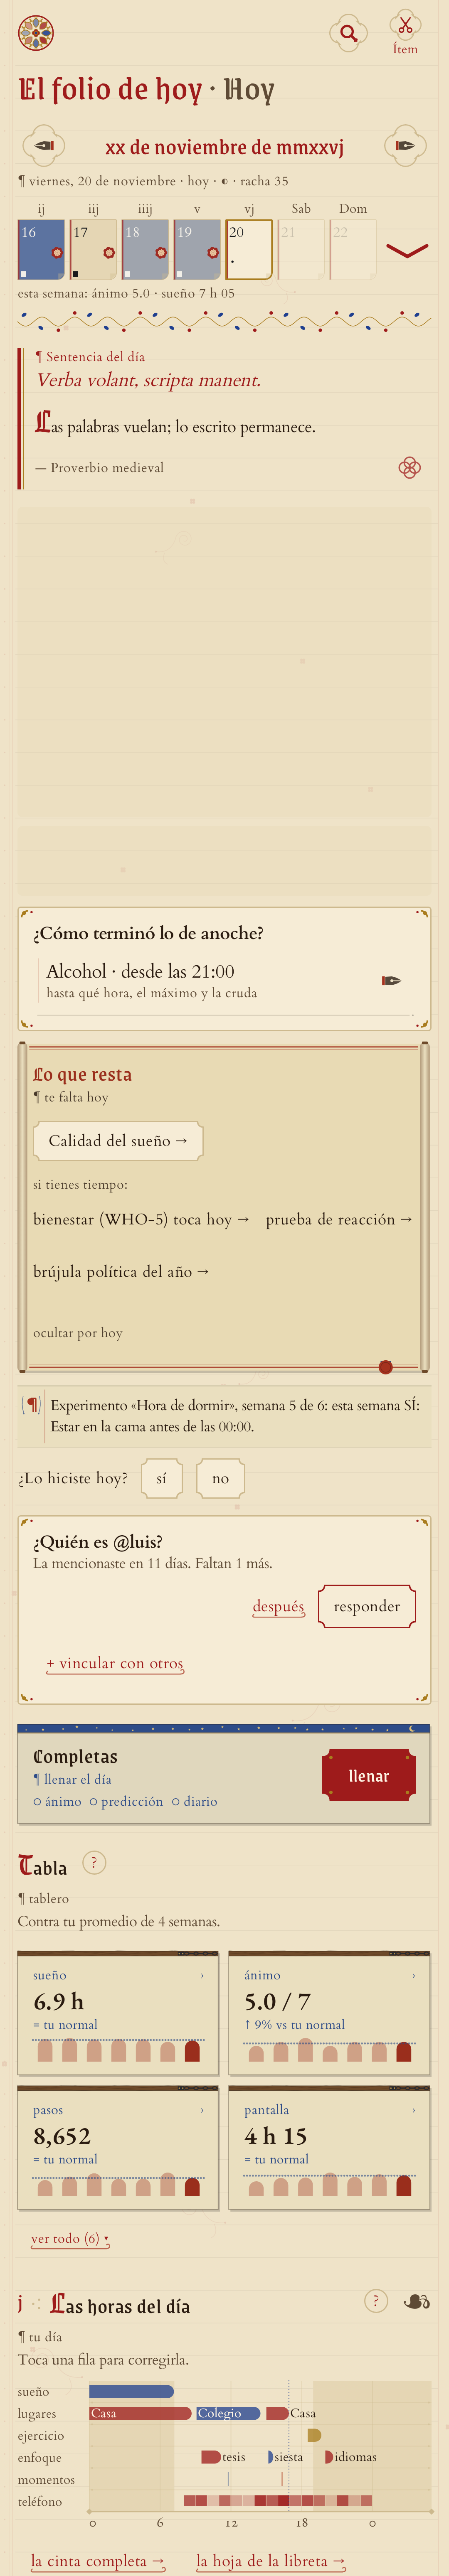 Ítem
El folio de hoy · Hoy
xx de noviembre de mmxxvj
¶ viernes, 20 de noviembre · hoy · ◐ · racha 35
ij iij iiij v vj Sab Dom
16 17 18 19 20 21 22
esta semana: ánimo 5.0 · sueño 7 h 05
¶ Sentencia del día
Verba volant, scripta manent.
Las palabras vuelan; lo escrito permanece.
— Proverbio medieval
¿Cómo terminó lo de anoche?
Alcohol · desde las 21:00
hasta qué hora, el máximo y la cruda
Lo que resta
¶ te falta hoy
Calidad del sueño →
si tienes tiempo:
bienestar (WHO-5) toca hoy → prueba de reacción →
brújula política del año →
ocultar por hoy
(¶) Experimento «Hora de dormir», semana 5 de 6: esta semana SÍ:
Estar en la cama antes de las 00:00.
¿Lo hiciste hoy? sí no
¿Quién es @luis?
La mencionaste en 11 días. Faltan 1 más.
después responder
+ vincular con otros
Completas
¶ llenar el día
○ ánimo ○ predicción ○ diario
llenar
Tabla ?
¶ tablero
Contra tu promedio de 4 semanas.
sueño ›
6.9 h
= tu normal
ánimo ›
5.0 / 7
↑ 9% vs tu normal
pasos ›
8,652
= tu normal
pantalla ›
4 h 15
= tu normal
ver todo (6) ▾
j ·: Las horas del día ?
¶ tu día
Toca una fila para corregirla.
sueño
lugares Casa Colegio Casa
ejercicio
enfoque tesis siesta idiomas
momentos
teléfono
0 6 12 18 0
la cinta completa → la hoja de la libreta →